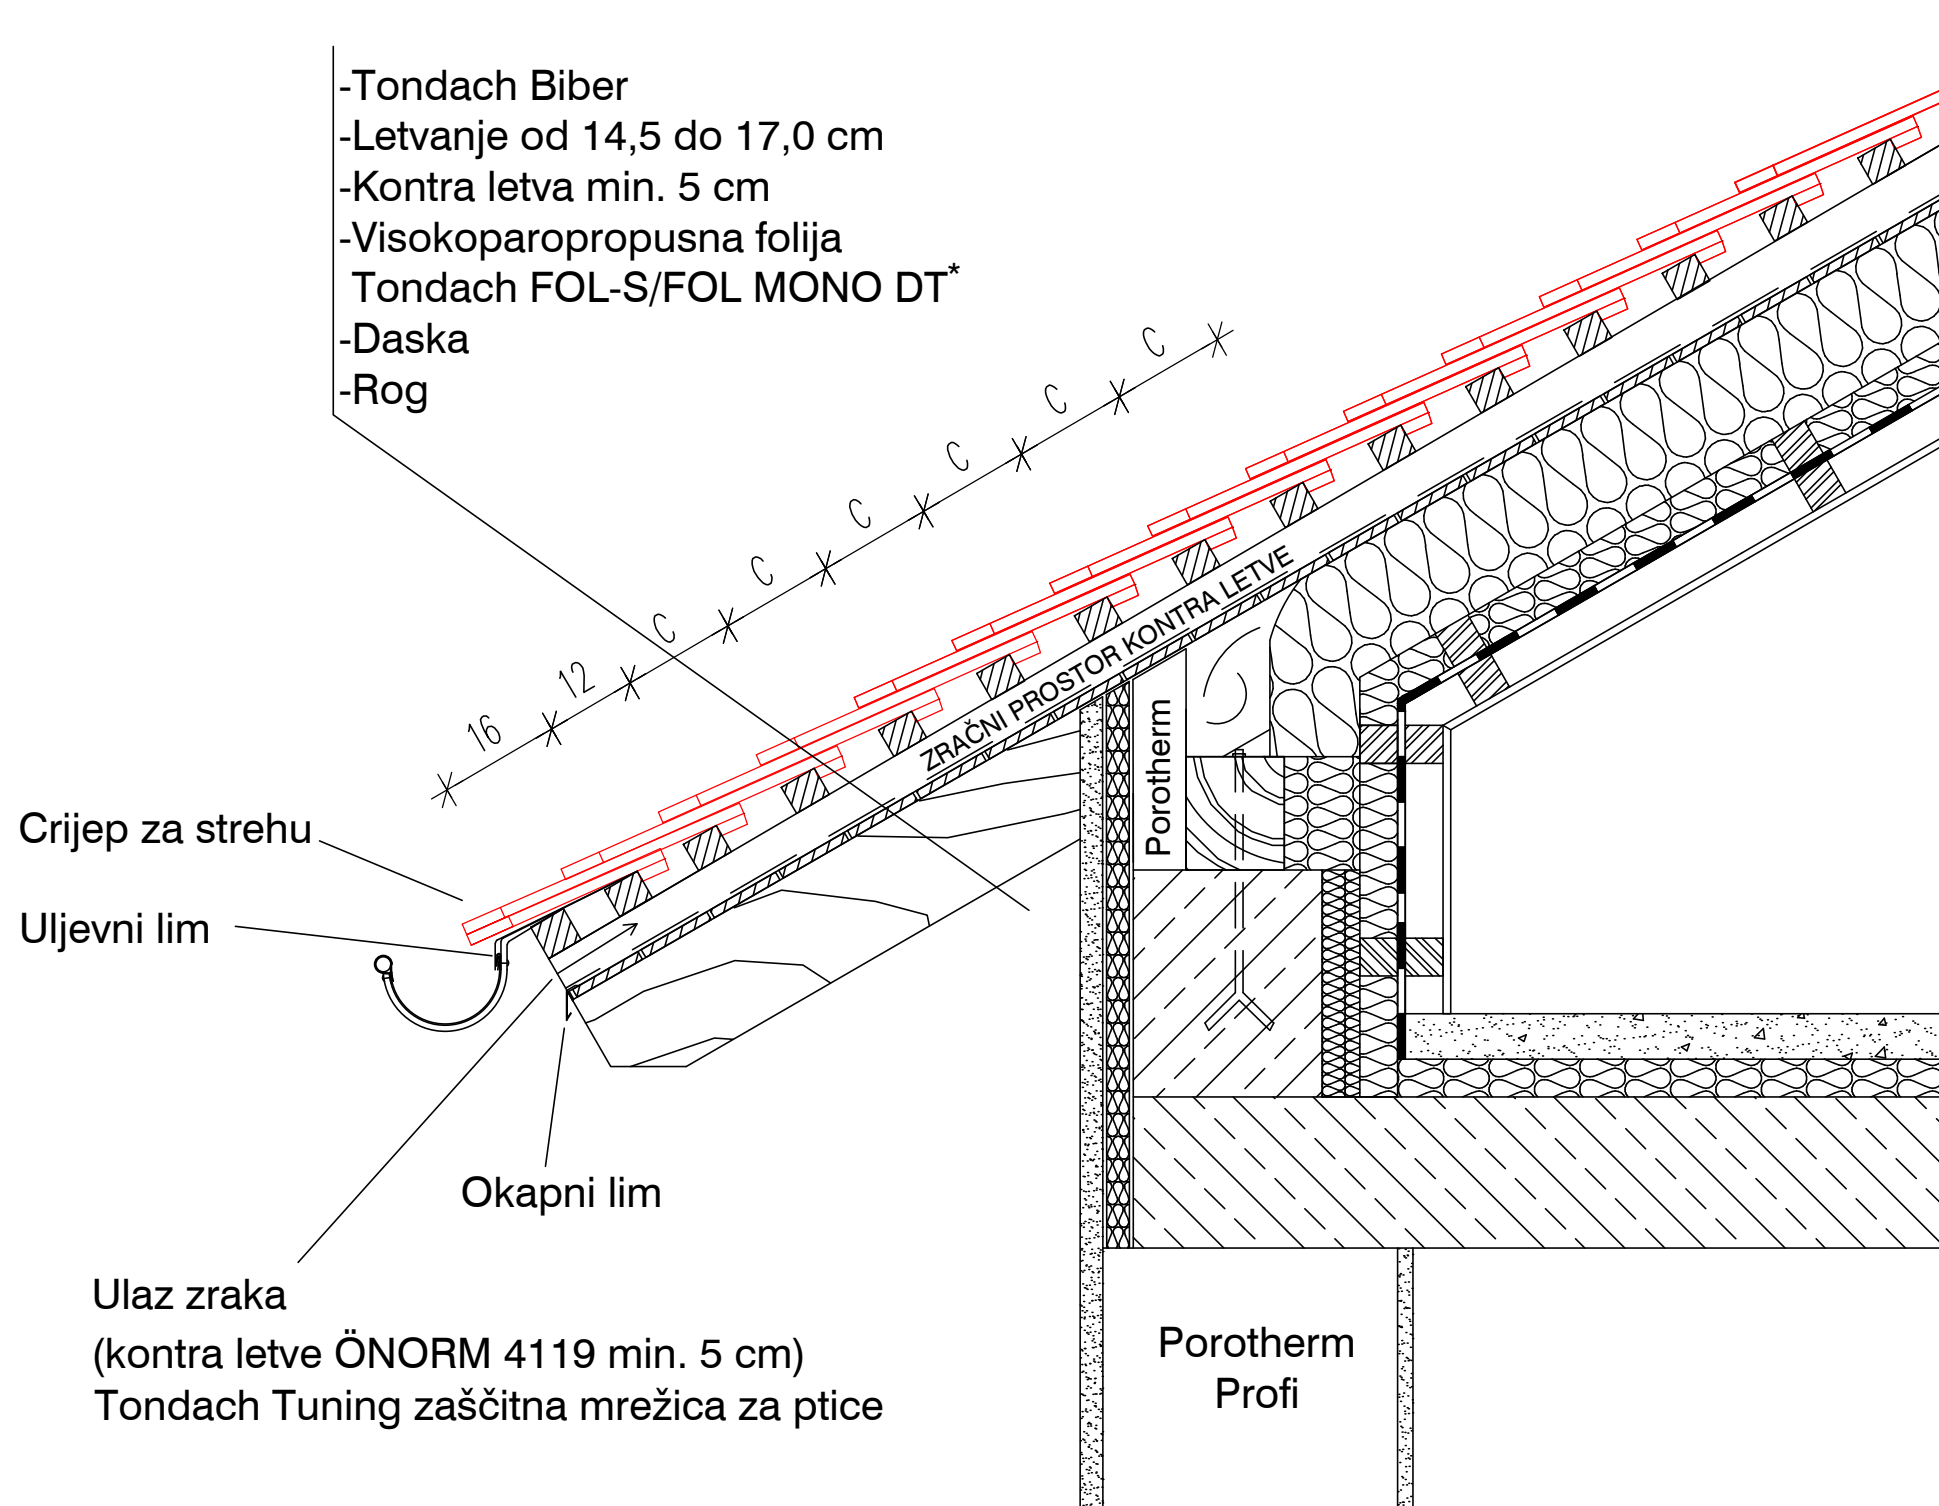 -Tondach Biber
-Letvanje od 14,5 do 17,0 cm
-Kontra letva min. 5 cm
-Visokoparopropusna folija
Tondach FOL-S/FOL MONO DT*
-Daska
-Rog
C
C
C
C
C
C
12
16
ZRAČNI PROSTOR KONTRA LETVE
Porotherm
Crijep za strehu
Uljevni lim
Okapni lim
Ulaz zraka
(kontra letve ÖNORM 4119 min. 5 cm)
Tondach Tuning zaščitna mrežica za ptice
Porotherm
Profi